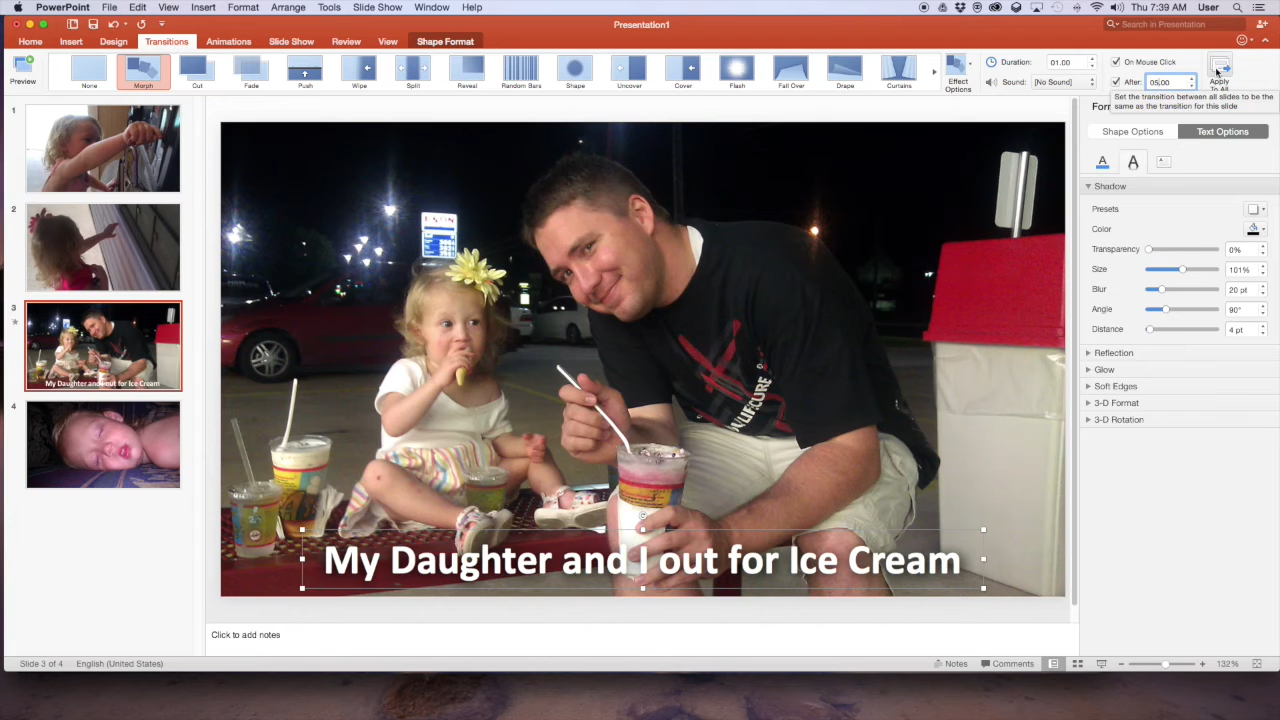 PowerPoint File Edit View Insert Format Arrange Tools Slide Show Window Help
Thu 7:39 AM User
Presentation1
Search in Presentation
Home Insert Design Transitions Animations Slide Show Review View Shape Format
Preview
None Morph Cut Fade Push Wipe Split Random Bars Reveal Shape Uncover Cover Flash Fall Over Drape Curtains
Effect
Options
Duration: 01.00
Sound: [No Sound]
On Mouse Click
After: 05.00
Apply
To All
Set the transition between all slides to be the
same as the transition for this slide
Shape Options Text Options
Shadow
Presets
Color
Transparency 0%
Size 101%
Blur 20 pt
Angle 90°
Distance 4 pt
Reflection
Glow
Soft Edges
3-D Format
3-D Rotation
1
2
3
My Daughter and I out for Ice Cream
4
EXON
My Daughter and I out for Ice Cream
Click to add notes
Slide 3 of 4 English (United States)
Notes Comments 132%